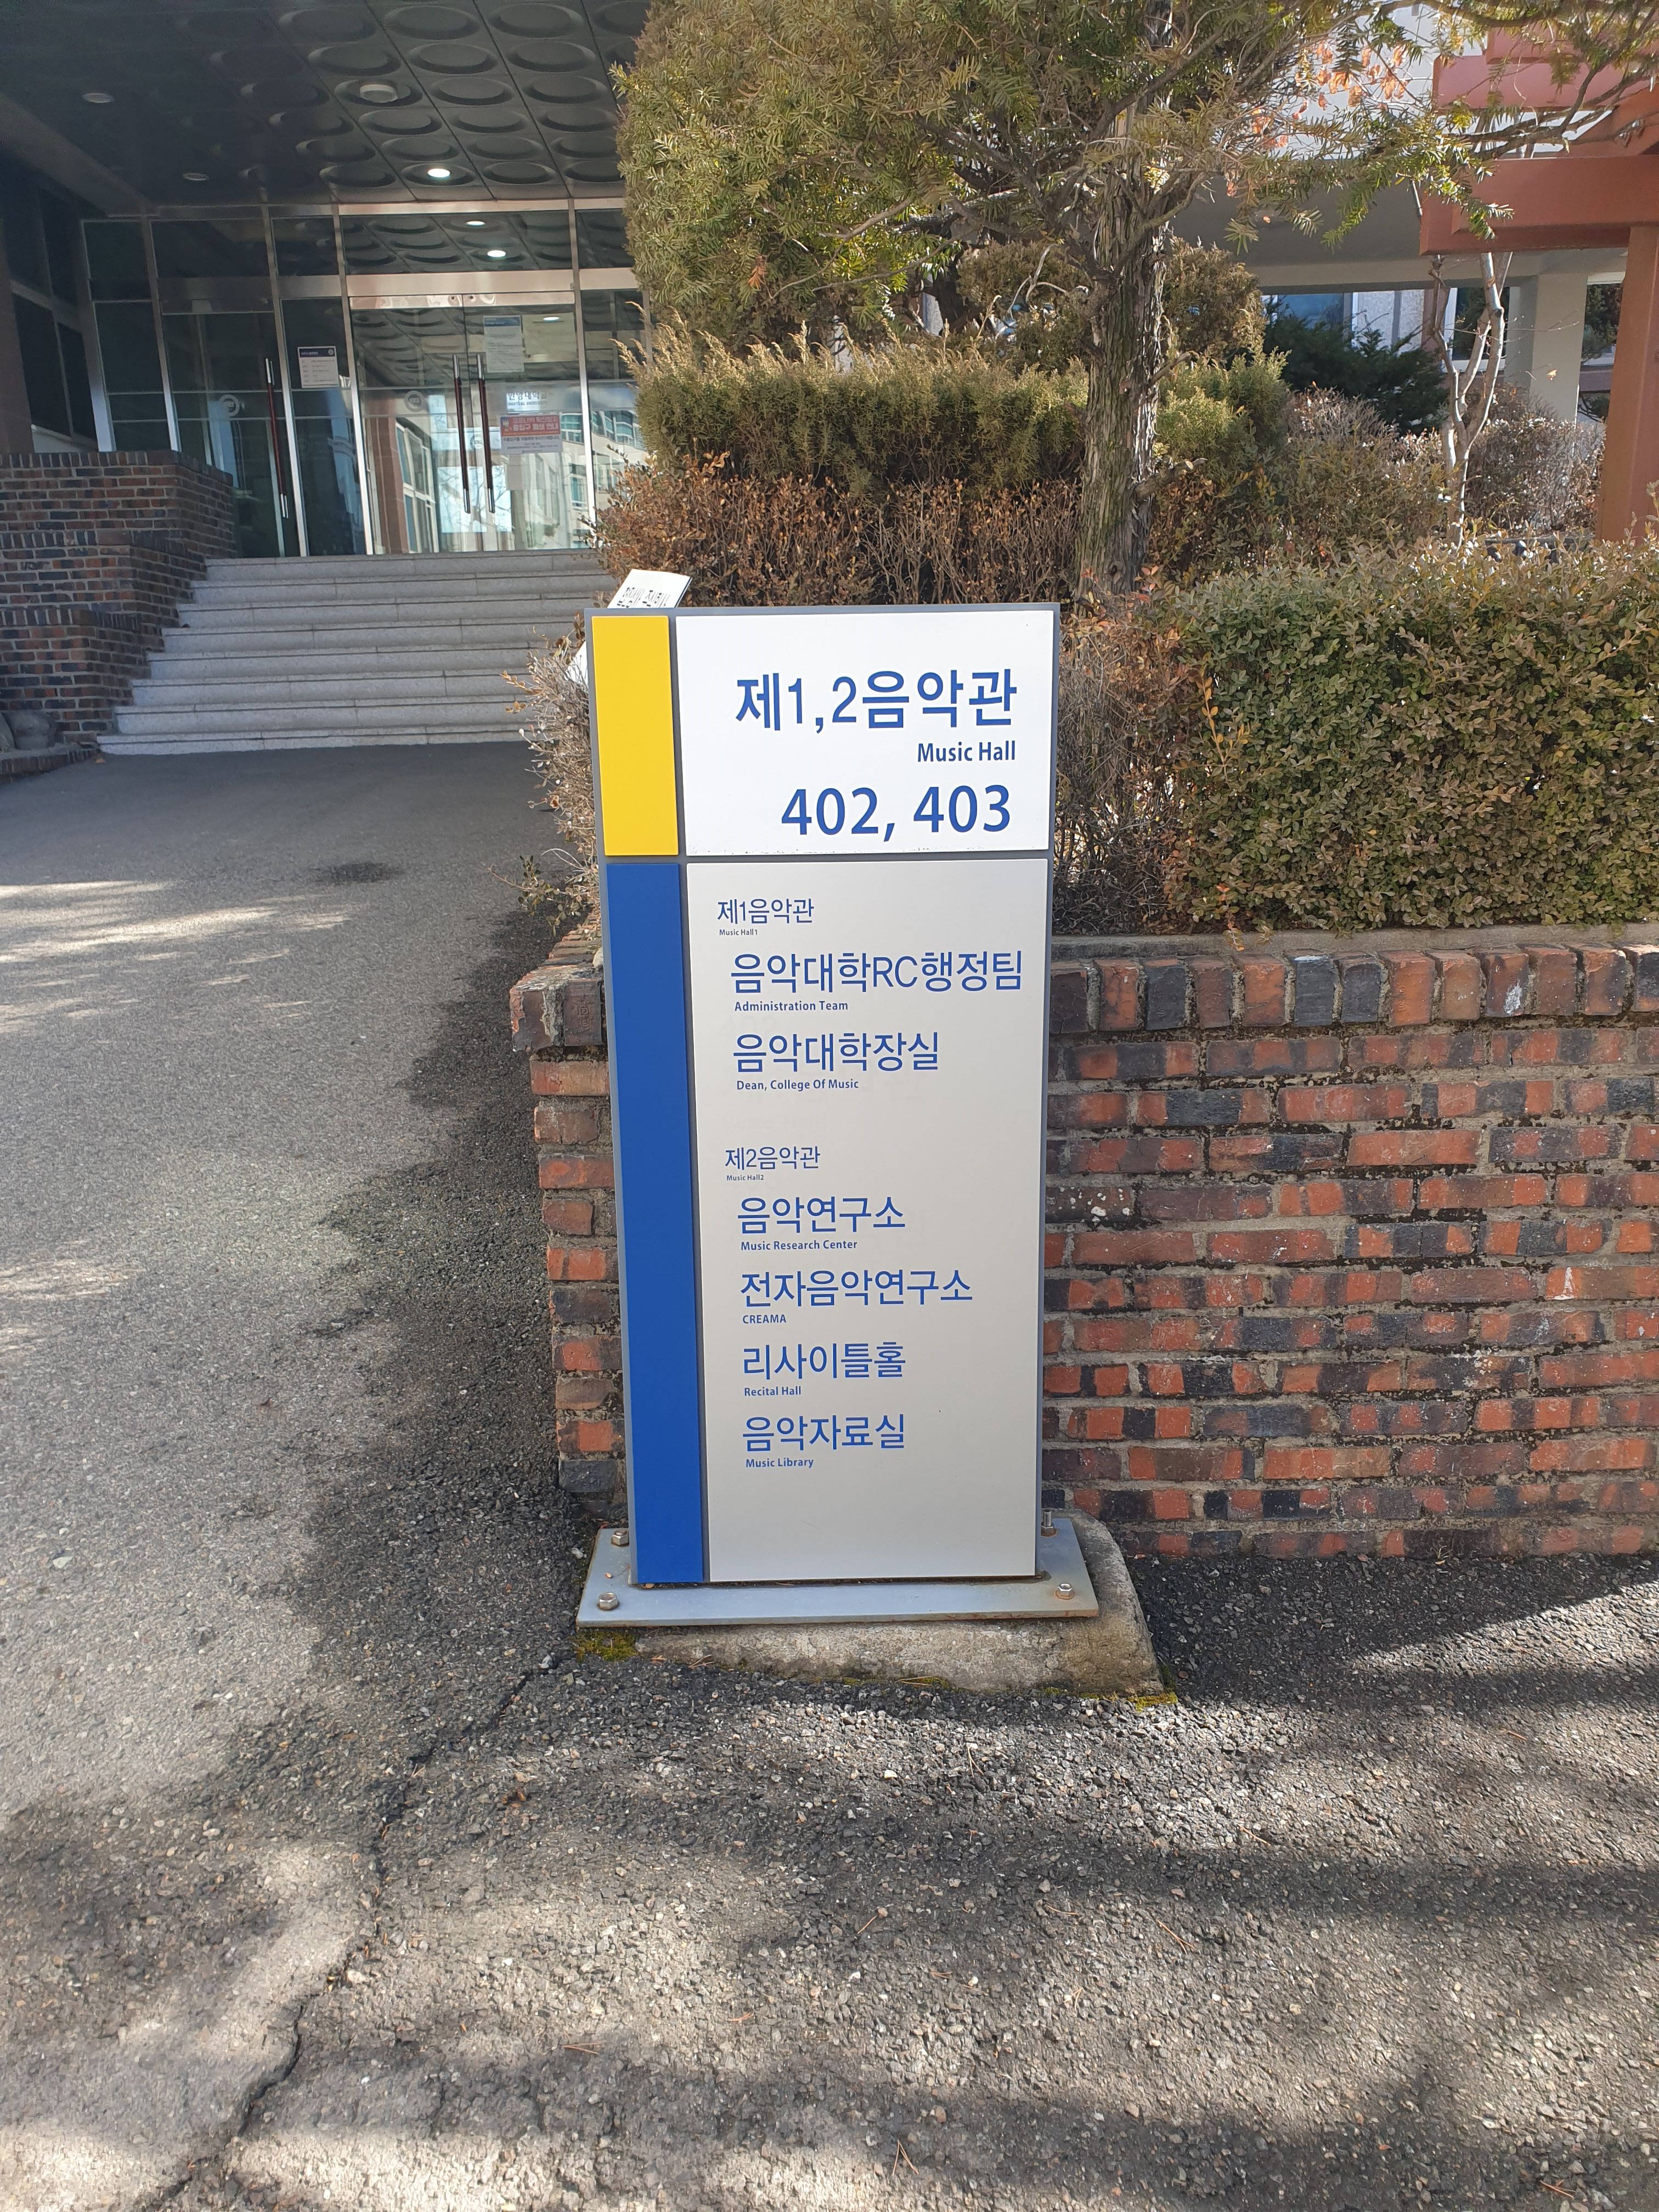 제1,2음악관
Music Hall
402, 403
제1음악관
Music Hall1
음악대학RC행정팀
Administration Team
음악대학장실
Dean, College Of Music
제2음악관
Music Hall2
음악연구소
Music Research Center
전자음악연구소
CREAMA
리사이틀홀
Recital Hall
음악자료실
Music Library